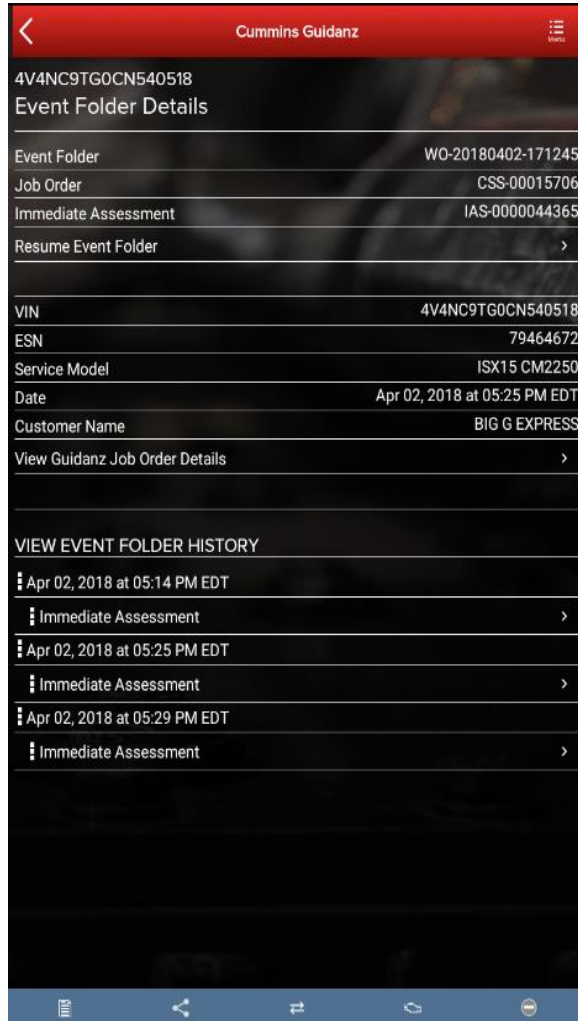 Cummins Guidanz
Menu
4V4NC9TG0CN540518
Event Folder Details
Event Folder WO-20180402-171245
Job Order CSS-00015706
Immediate Assessment IAS-0000044365
Resume Event Folder >
VIN 4V4NC9TG0CN540518
ESN 79464672
Service Model ISX15 CM2250
Date Apr 02, 2018 at 05:25 PM EDT
Customer Name BIG G EXPRESS
View Guidanz Job Order Details >
VIEW EVENT FOLDER HISTORY
Apr 02, 2018 at 05:14 PM EDT
Immediate Assessment >
Apr 02, 2018 at 05:25 PM EDT
Immediate Assessment >
Apr 02, 2018 at 05:29 PM EDT
Immediate Assessment >